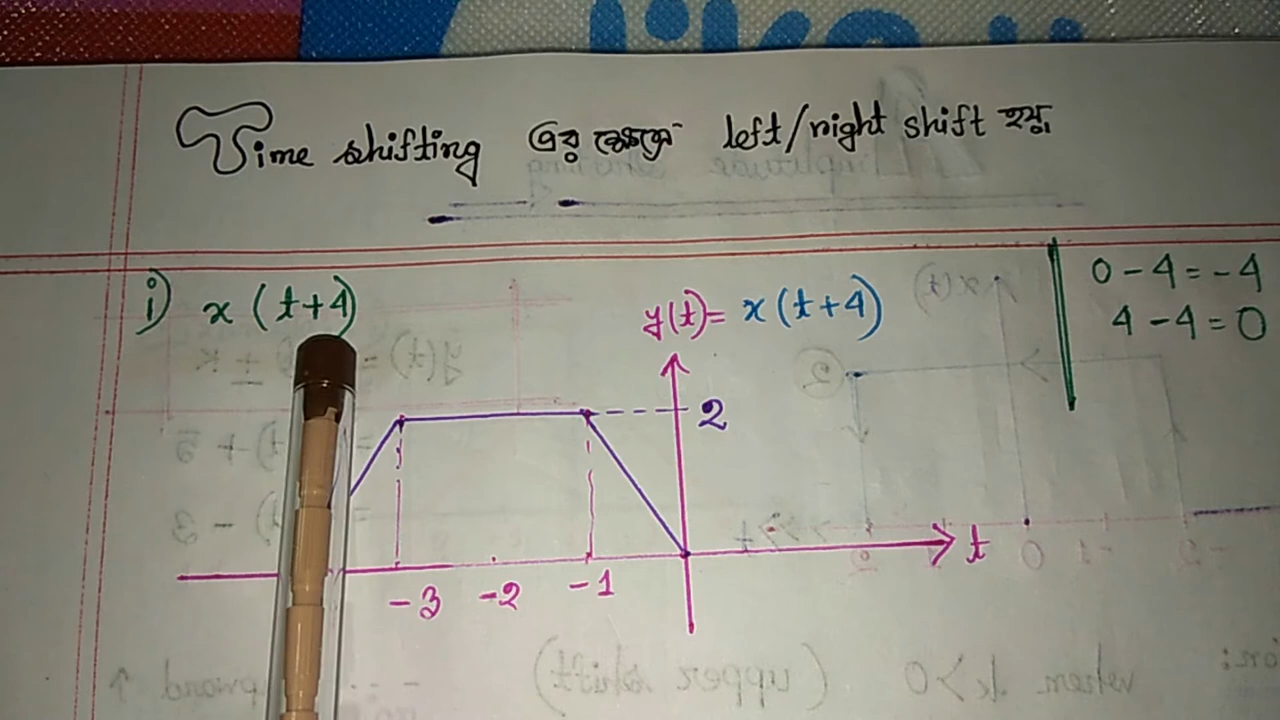 Time shifting এর ক্ষেত্রে left/right shift হয়
i) x (t+4)
y(t)= x (t+4)
0 - 4 = - 4
4 - 4 = 0
2
t
-3 -2 -1